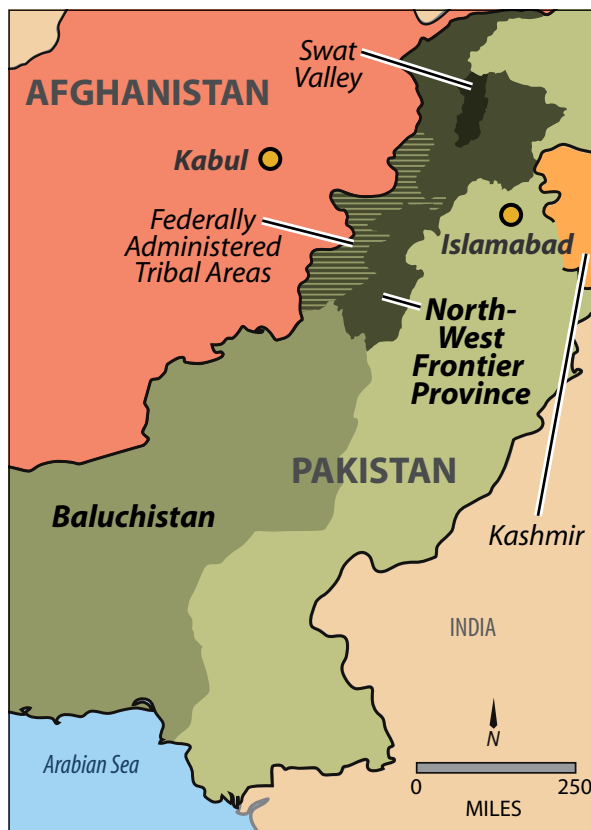 Swat
Valley
AFGHANISTAN
Kabul
Federally
Administered
Tribal Areas
Islamabad
North-
West
Frontier
Province
PAKISTAN
Baluchistan
Kashmir
INDIA
N
Arabian Sea
0 250
MILES